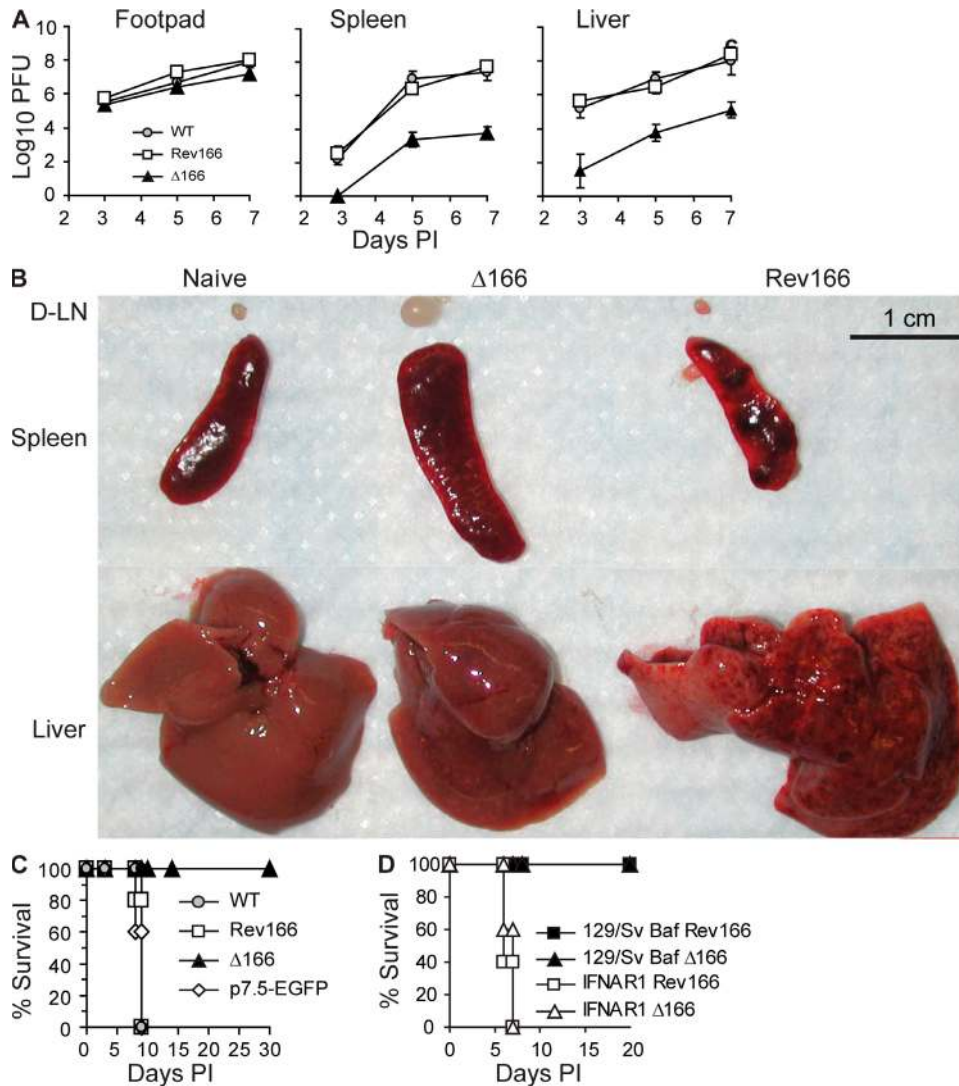 A Footpad Spleen Liver
Log10 PFU
10
8
6
4
2
0
WT
Rev166
Δ166
2 3 4 5 6 7 2 3 4 5 6 7 2 3 4 5 6 7
Days PI
B Naive Δ166 Rev166
D-LN
1 cm
Spleen
Liver
C
% Survival
100
80
60
40
20
0
WT
Rev166
Δ166
p7.5-EGFP
0 5 10 15 20 25 30
Days PI
D
% Survival
100
80
60
40
20
0
129/Sv Baf Rev166
129/Sv Baf Δ166
IFNAR1 Rev166
IFNAR1 Δ166
0 10 20
Days PI